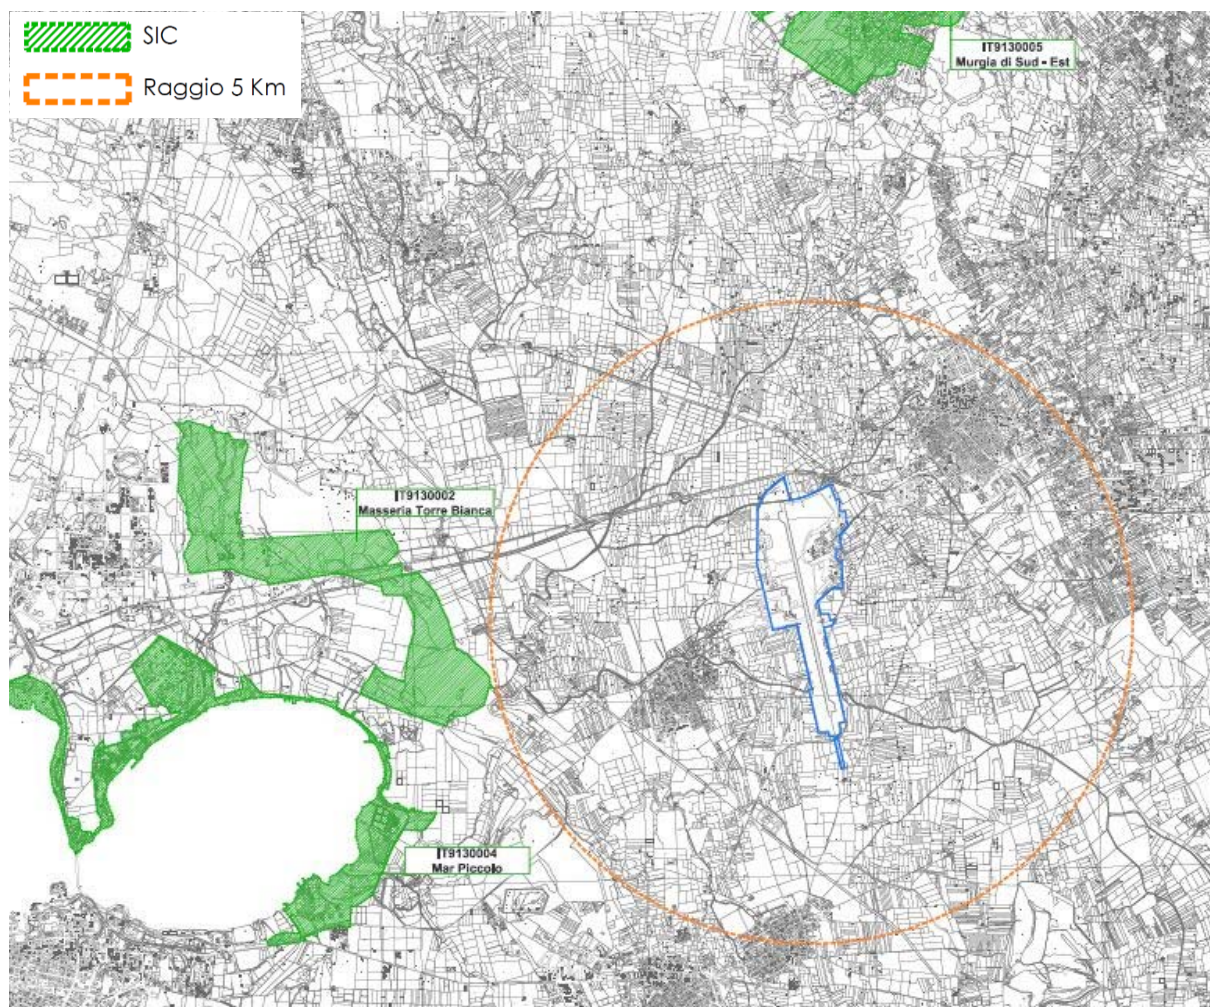 SIC
IT9130005
Murgia di Sud - Est
Raggio 5 Km
IT9130002
Masseria Torre Bianca
IT9130004
Mar Piccolo